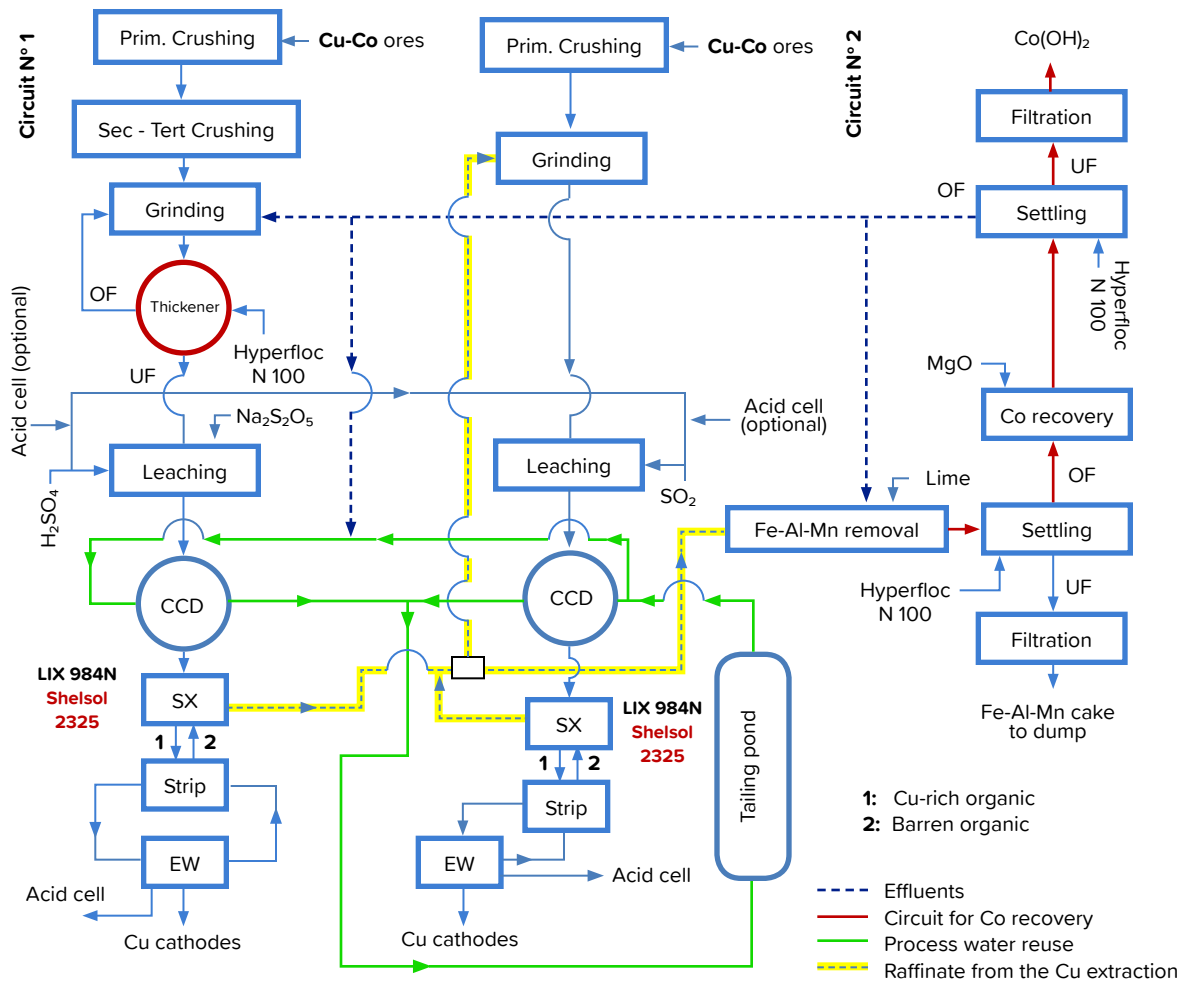 Circuit N° 1
Prim. Crushing
Cu-Co ores
Sec - Tert Crushing
Grinding
OF
Thickener
Hyperfloc
N 100
UF
Acid cell (optional)
Na₂S₂O₅
Leaching
H₂SO₄
CCD
LIX 984N
Shelsol
2325
SX
1
2
Strip
EW
Acid cell
Cu cathodes
Prim. Crushing
Cu-Co ores
Circuit N° 2
Grinding
Acid cell
(optional)
Leaching
SO₂
CCD
LIX 984N
Shelsol
2325
SX
1
2
Strip
EW
Acid cell
Cu cathodes
Tailing pond
Co(OH)₂
Filtration
UF
OF
Settling
Hyperfloc
N 100
MgO
Co recovery
OF
Lime
Fe-Al-Mn removal
Settling
Hyperfloc
N 100
UF
Filtration
Fe-Al-Mn cake
to dump
1: Cu-rich organic
2: Barren organic
Effluents
Circuit for Co recovery
Process water reuse
Raffinate from the Cu extraction